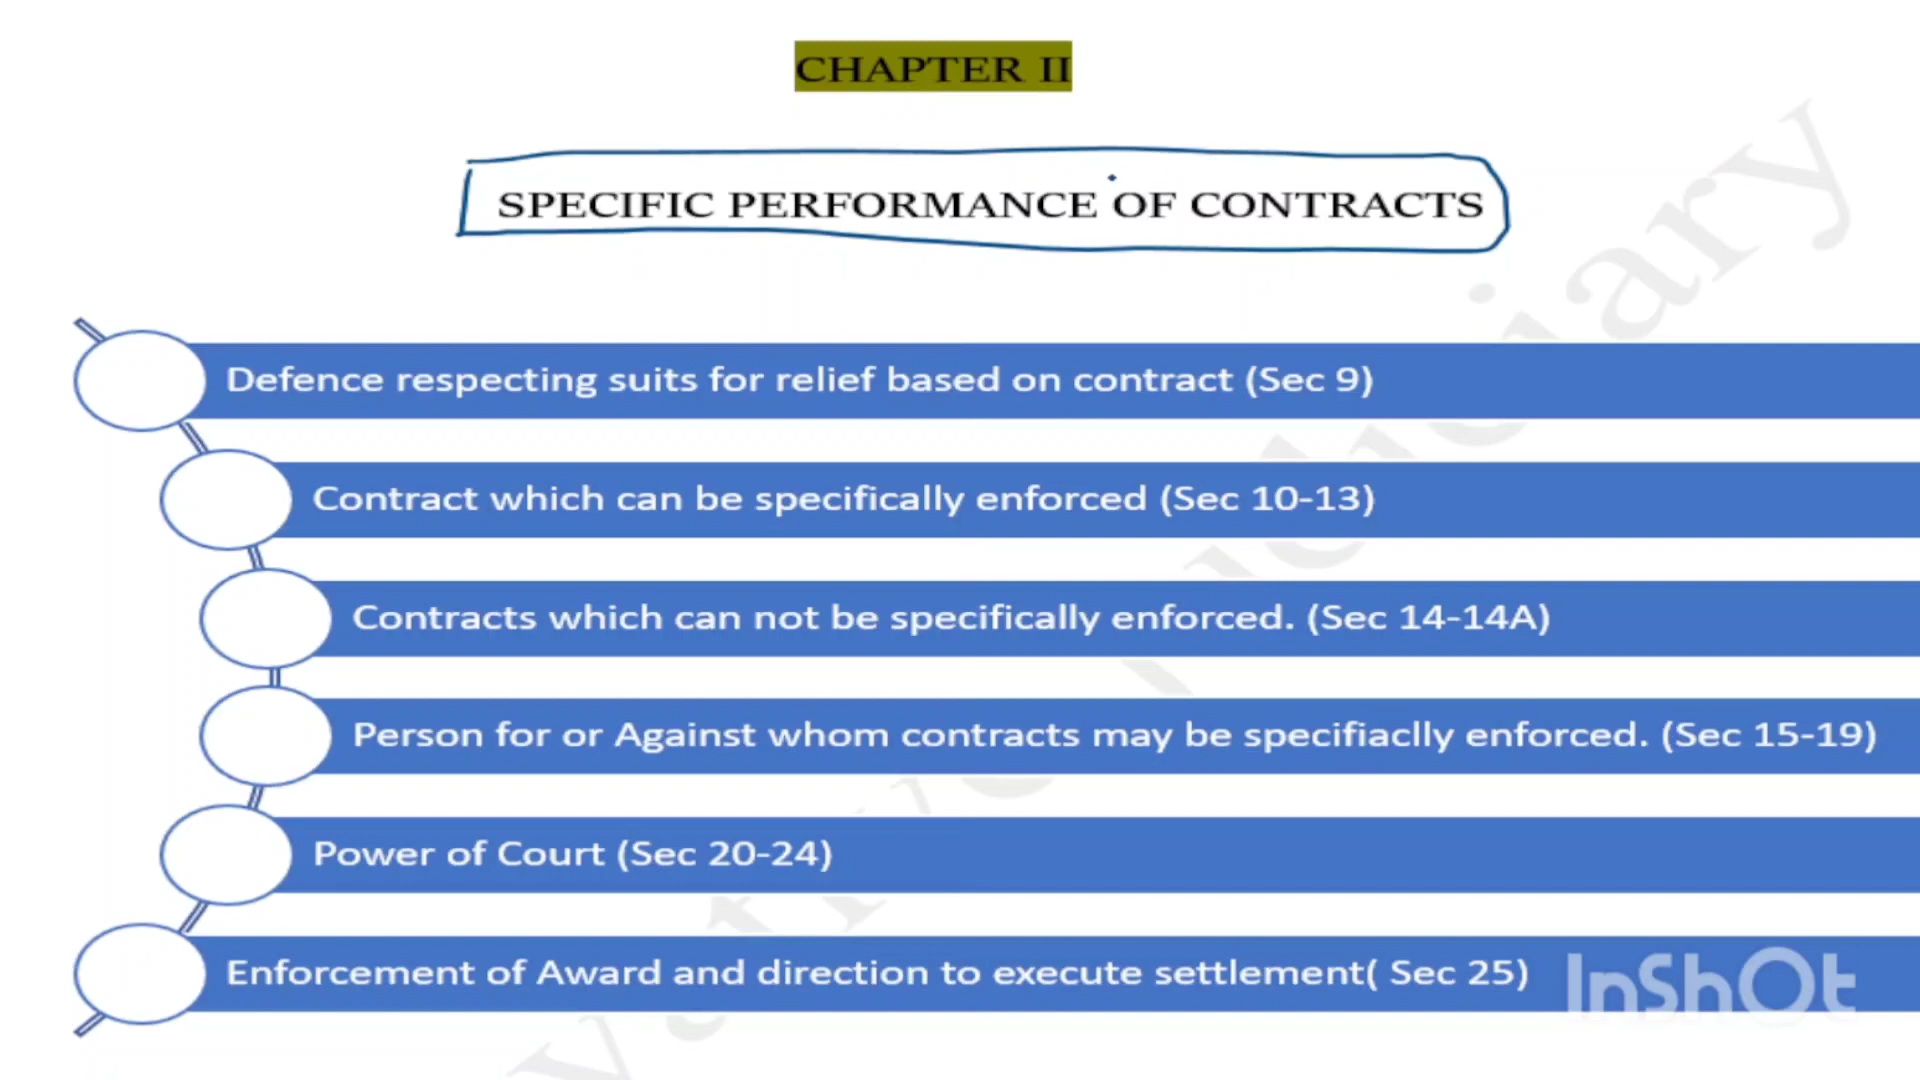 CHAPTER II
SPECIFIC PERFORMANCE OF CONTRACTS
Defence respecting suits for relief based on contract (Sec 9)
Contract which can be specifically enforced (Sec 10-13)
Contracts which can not be specifically enforced. (Sec 14-14A)
Person for or Against whom contracts may be specifiaclly enforced. (Sec 15-19)
Power of Court (Sec 20-24)
Enforcement of Award and direction to execute settlement( Sec 25)
InShOt